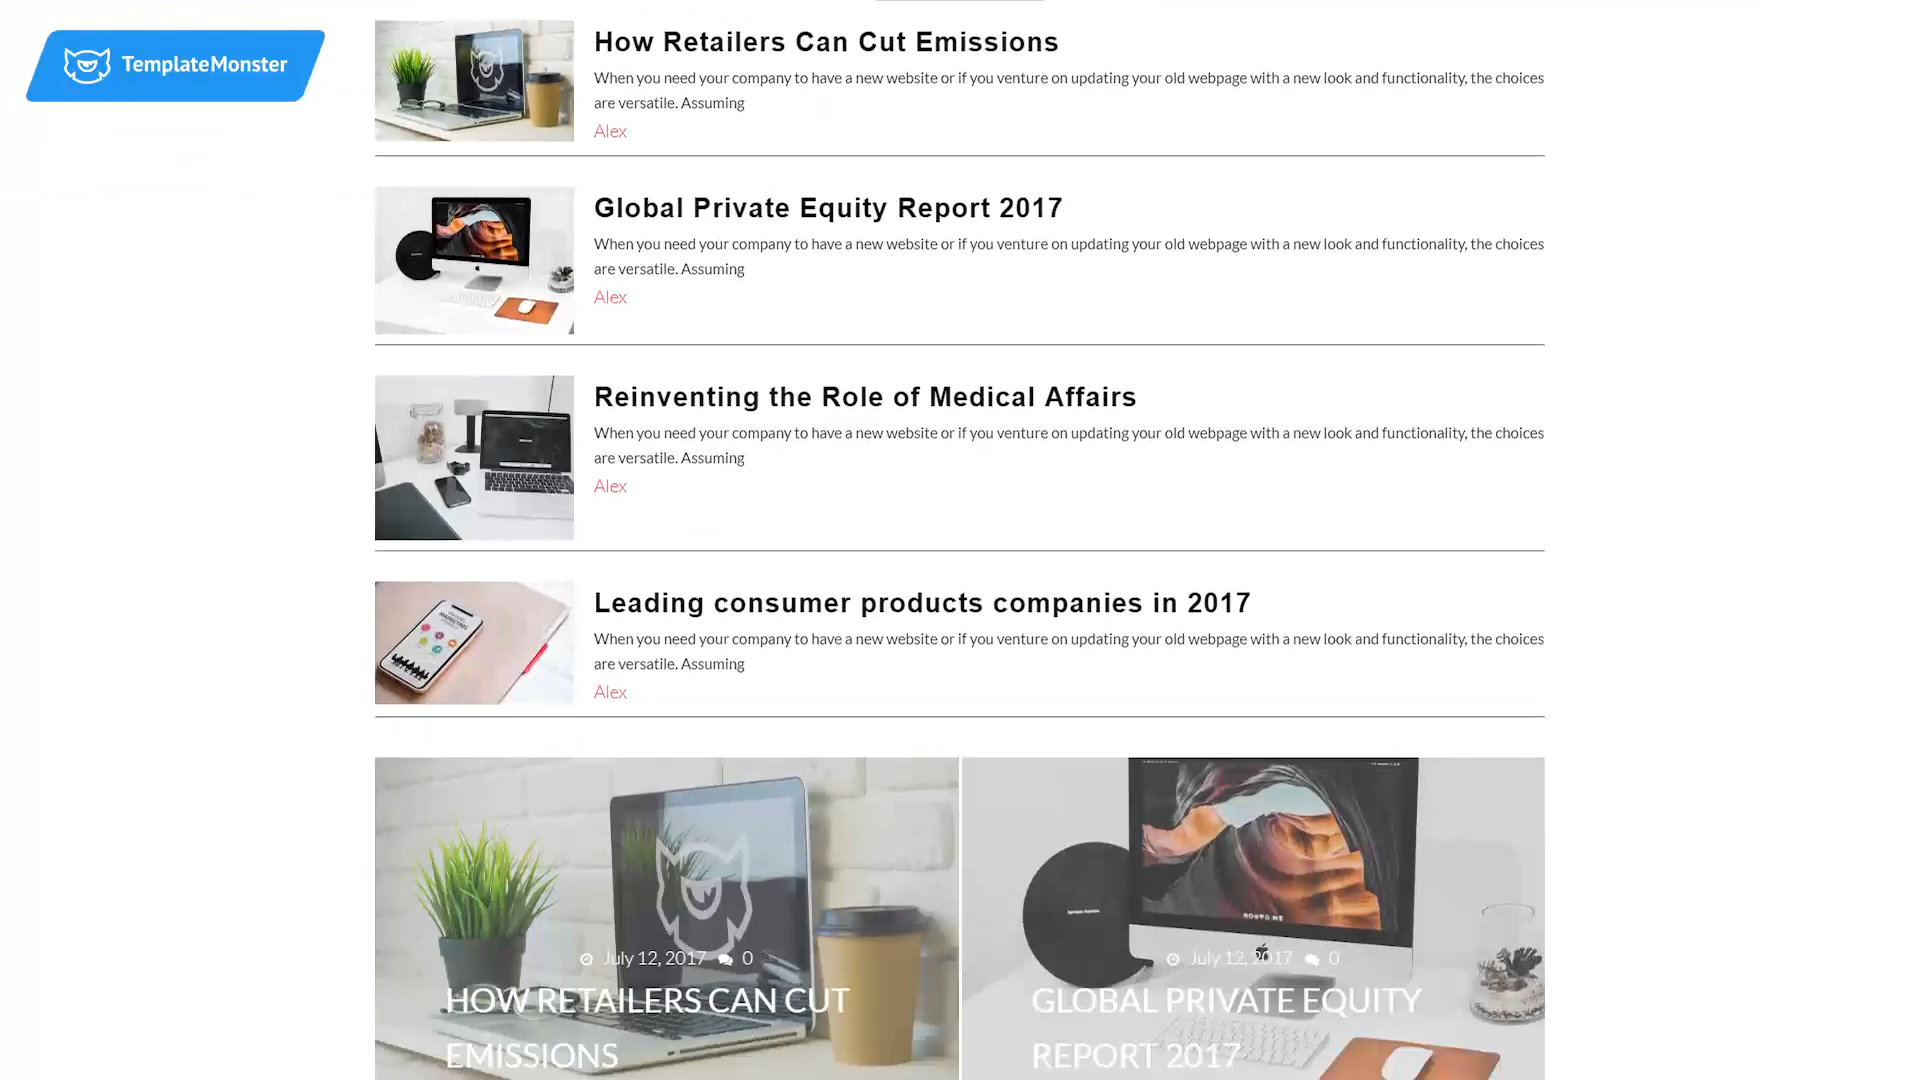 TemplateMonster
How Retailers Can Cut Emissions
When you need your company to have a new website or if you venture on updating your old webpage with a new look and functionality, the choices
are versatile. Assuming
Alex
Global Private Equity Report 2017
When you need your company to have a new website or if you venture on updating your old webpage with a new look and functionality, the choices
are versatile. Assuming
Alex
Reinventing the Role of Medical Affairs
When you need your company to have a new website or if you venture on updating your old webpage with a new look and functionality, the choices
are versatile. Assuming
Alex
Leading consumer products companies in 2017
When you need your company to have a new website or if you venture on updating your old webpage with a new look and functionality, the choices
are versatile. Assuming
Alex
July 12, 2017 0
HOW RETAILERS CAN CUT
EMISSIONS
July 12, 2017 0
GLOBAL PRIVATE EQUITY
REPORT 2017